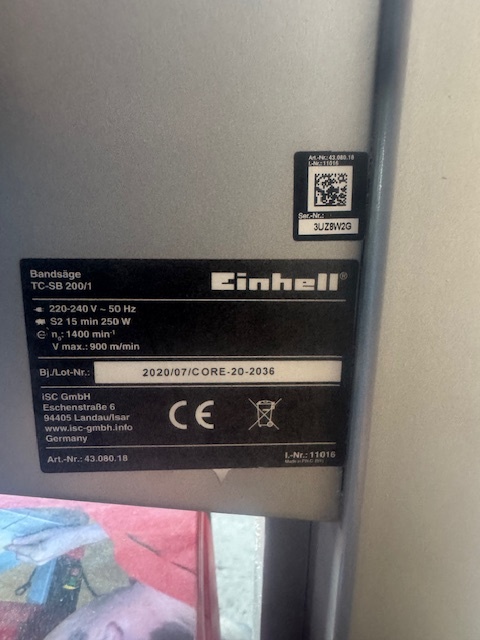 Art.-Nr.: 43.080.18
I.-Nr.: 11016
Ser.-Nr.:
3UZ8W2G
Bandsäge
TC-SB 200/1
Einhell®
220-240 V ~ 50 Hz
S2 15 min 250 W
n₀: 1400 min⁻¹
V max.: 900 m/min
Bj./Lot-Nr.: 2020/07/CORE-20-2036
iSC GmbH
Eschenstraße 6
94405 Landau/Isar
www.isc-gmbh.info
Germany
CE
Art.-Nr.: 43.080.18
I.-Nr.: 11016